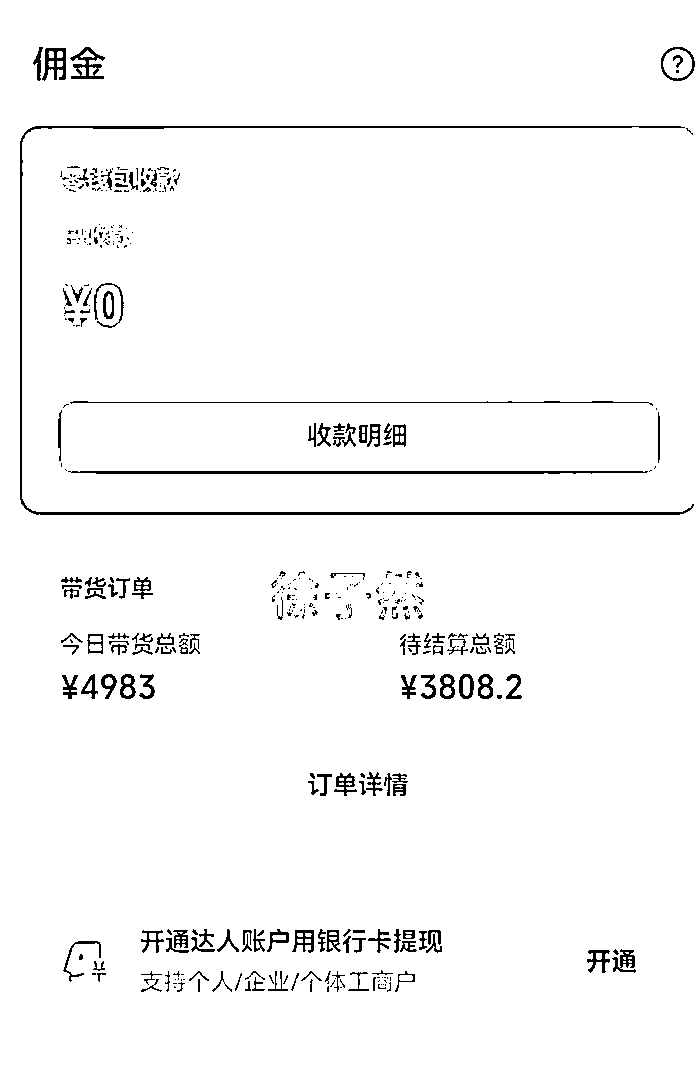 佣金
零钱包收款
已收款
¥0
收款明细
带货订单
徐子然
今日带货总额 待结算总额
¥4983 ¥3808.2
订单详情
开通达人账户用银行卡提现
支持个人/企业/个体工商户
开通